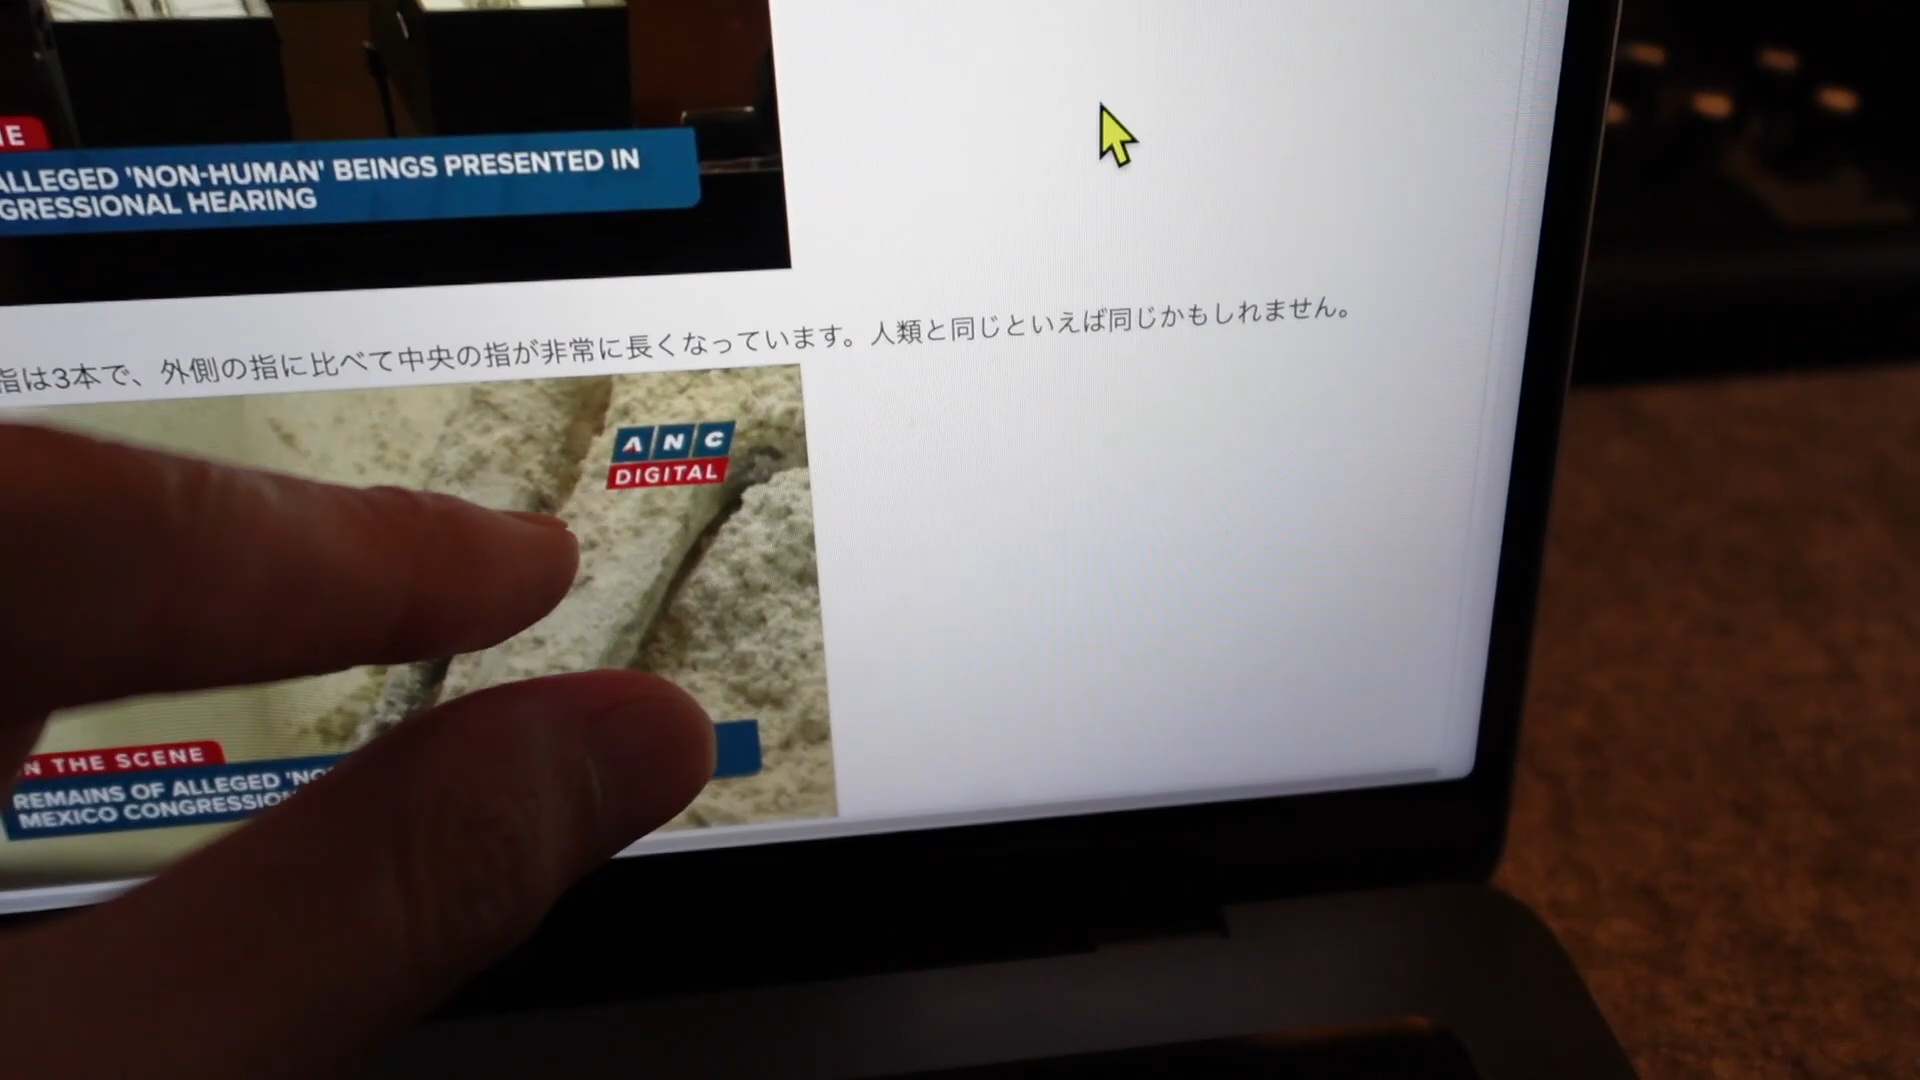 ALLEGED 'NON-HUMAN' BEINGS PRESENTED IN
GRESSIONAL HEARING
指は3本で、外側の指に比べて中央の指が非常に長くなっています。人類と同じといえば同じかもしれません。
ANC
DIGITAL
N THE SCENE
REMAINS OF ALLEGED
MEXICO CONGRESSION